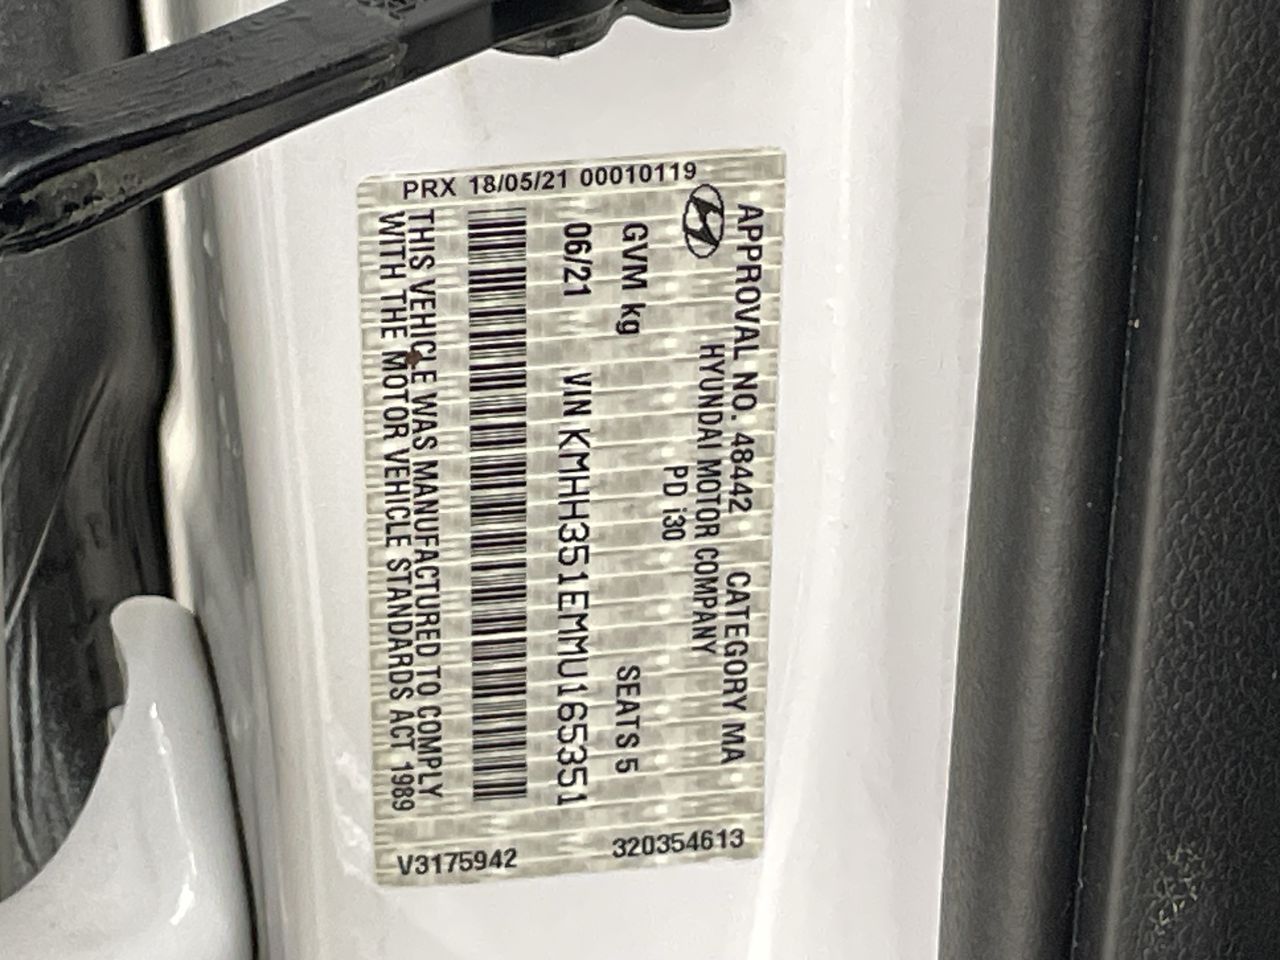 PRX 18/05/21 00010119
APPROVAL NO. 48442 CATEGORY MA
HYUNDAI MOTOR COMPANY
PD i30
GVM kg SEATS 5
06/21 VIN KMHH351EMMU165351
THIS VEHICLE WAS MANUFACTURED TO COMPLY
WITH THE MOTOR VEHICLE STANDARDS ACT 1989
V3175942 320354613